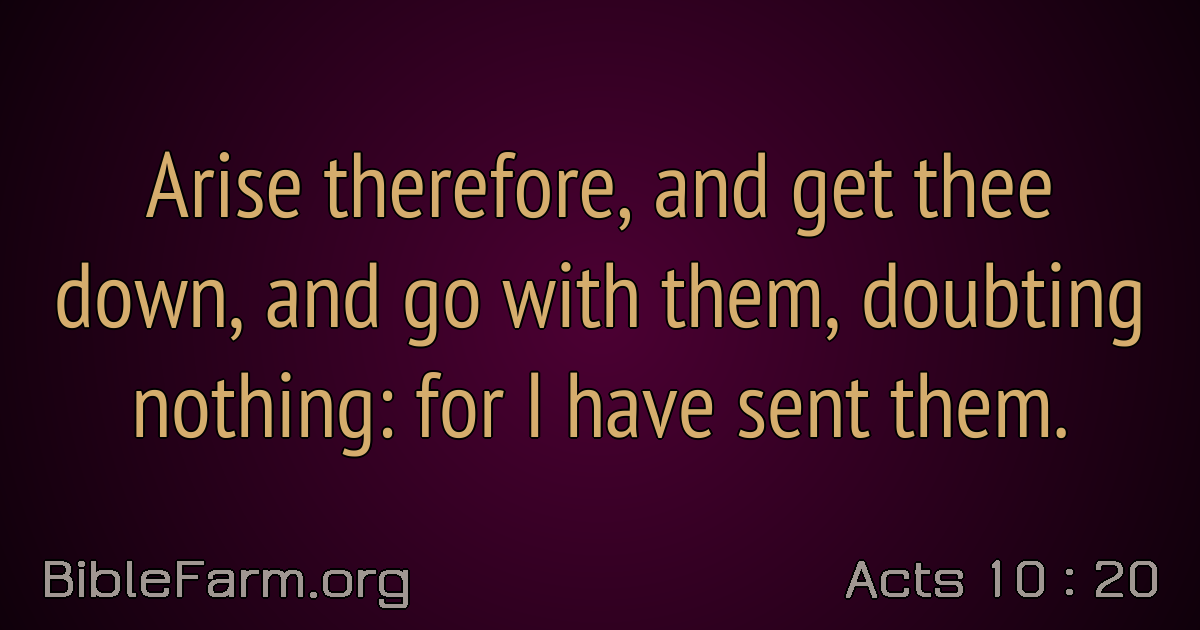 Arise therefore, and get thee
down, and go with them, doubting
nothing: for I have sent them.
BibleFarm.org
Acts 10 : 20